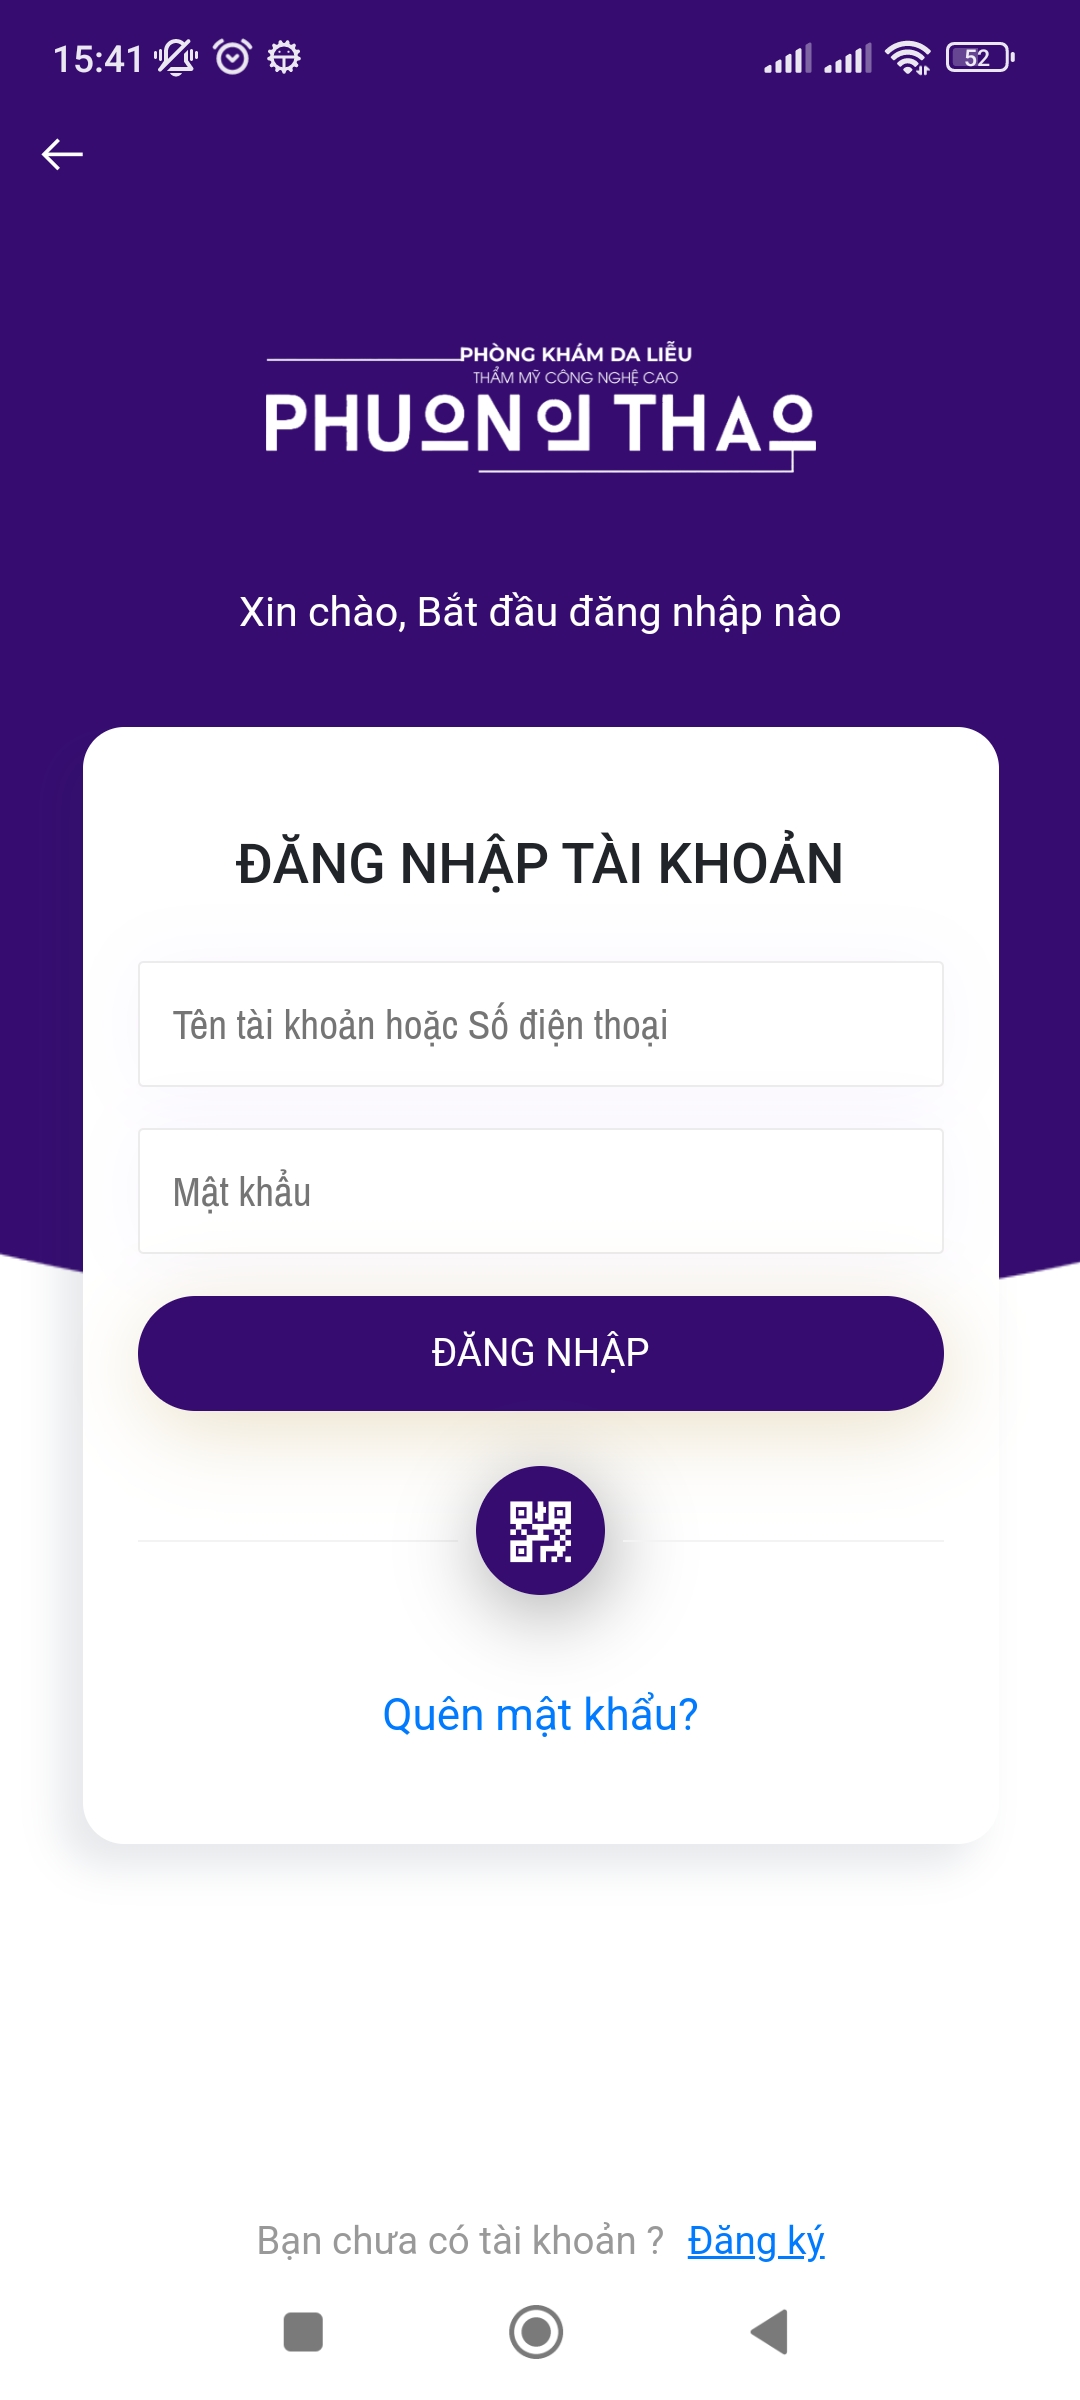 15:41
52
PHÒNG KHÁM DA LIỄU
THẨM MỸ CÔNG NGHỆ CAO
PHUONG THAO
Xin chào, Bắt đầu đăng nhập nào
ĐĂNG NHẬP TÀI KHOẢN
Tên tài khoản hoặc Số điện thoại
Mật khẩu
ĐĂNG NHẬP
Quên mật khẩu?
Bạn chưa có tài khoản ? Đăng ký